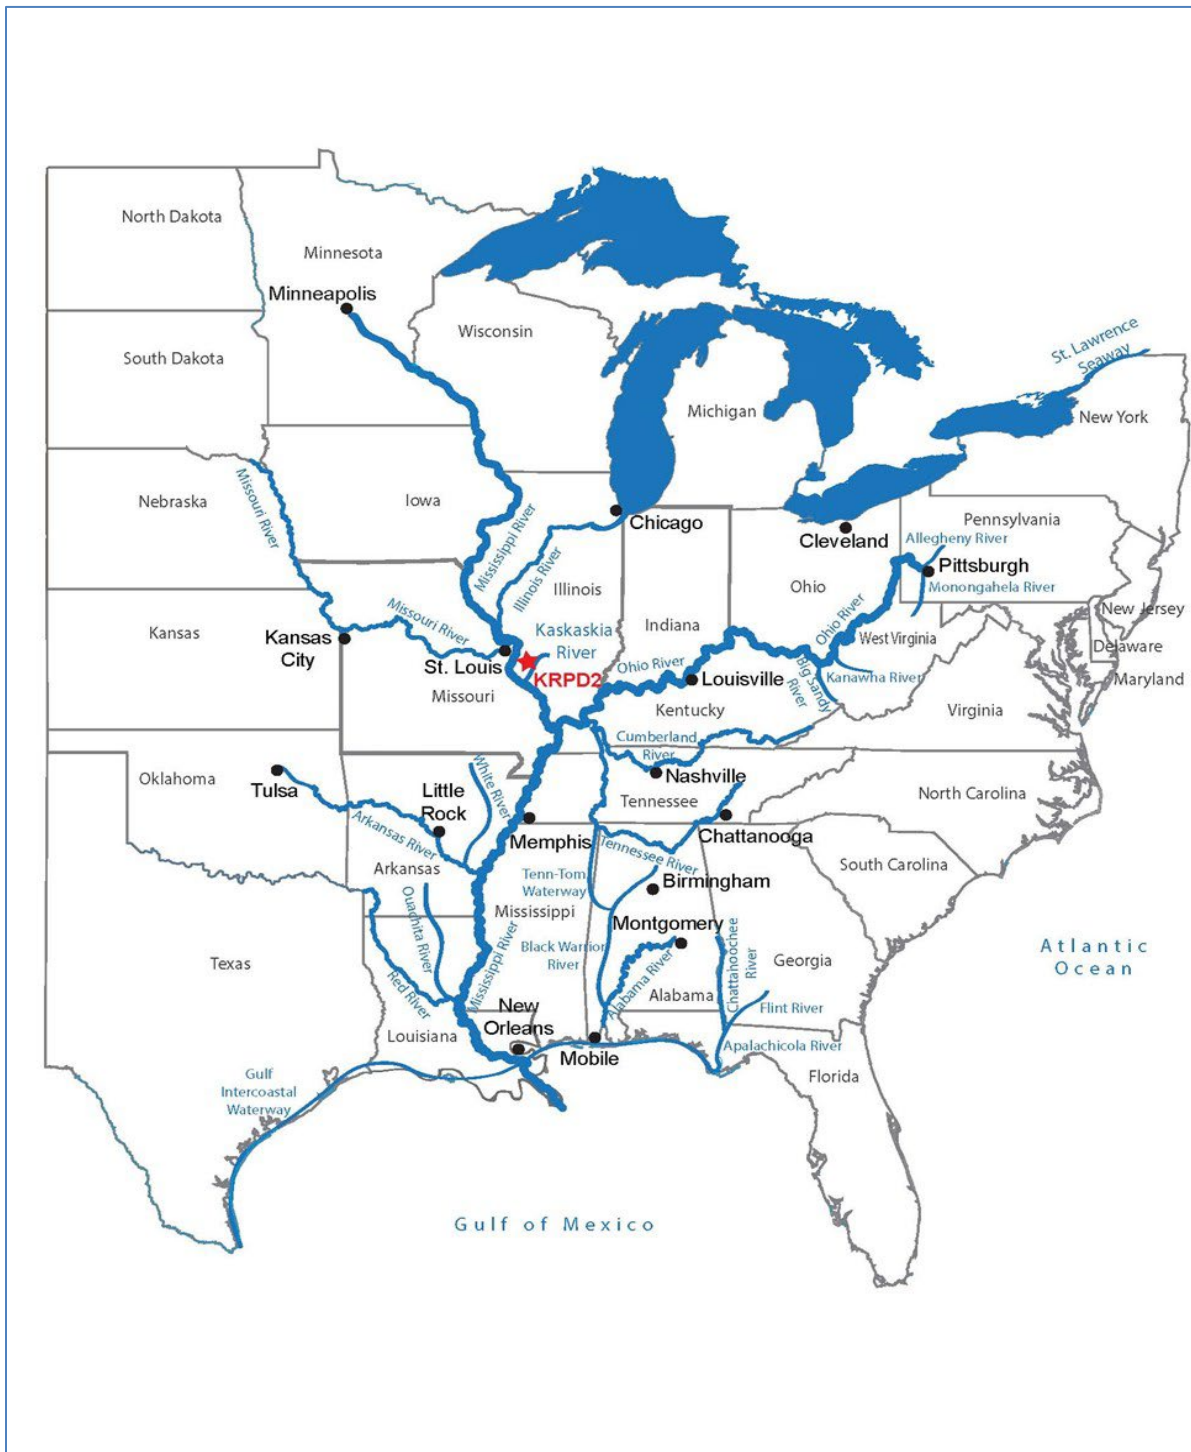 North Dakota
Minnesota
Minneapolis
Wisconsin
South Dakota
St. Lawrence
Seaway
Michigan
New York
Nebraska
Missouri River
Iowa
Mississippi River
Illinois River
Chicago
Cleveland
Pennsylvania
Allegheny River
Pittsburgh
Monongahela River
Illinois
Ohio
Ohio River
New Jersey
Kansas
Kansas
City
Missouri River
St. Louis
Kaskaskia
River
KRPD2
Indiana
Ohio River
Louisville
West Virginia
Delaware
Maryland
Kanawha River
Big Sandy
River
Missouri
Kentucky
Virginia
Cumberland
River
Oklahoma
Tulsa
Little
Rock
White River
Nashville
Tennessee
North Carolina
Arkansas River
Memphis
Chattanooga
Arkansas
Tennessee River
South Carolina
Tenn-Tom
Waterway
Birmingham
Ouachita River
Mississippi
Montgomery
Black Warrior
River
Chattahoochee
River
Georgia
Atlantic
Ocean
Texas
Red River
Mississippi River
Alabama River
Alabama
Flint River
New
Orleans
Louisiana
Mobile
Apalachicola River
Florida
Gulf
Intercoastal
Waterway
Gulf of Mexico